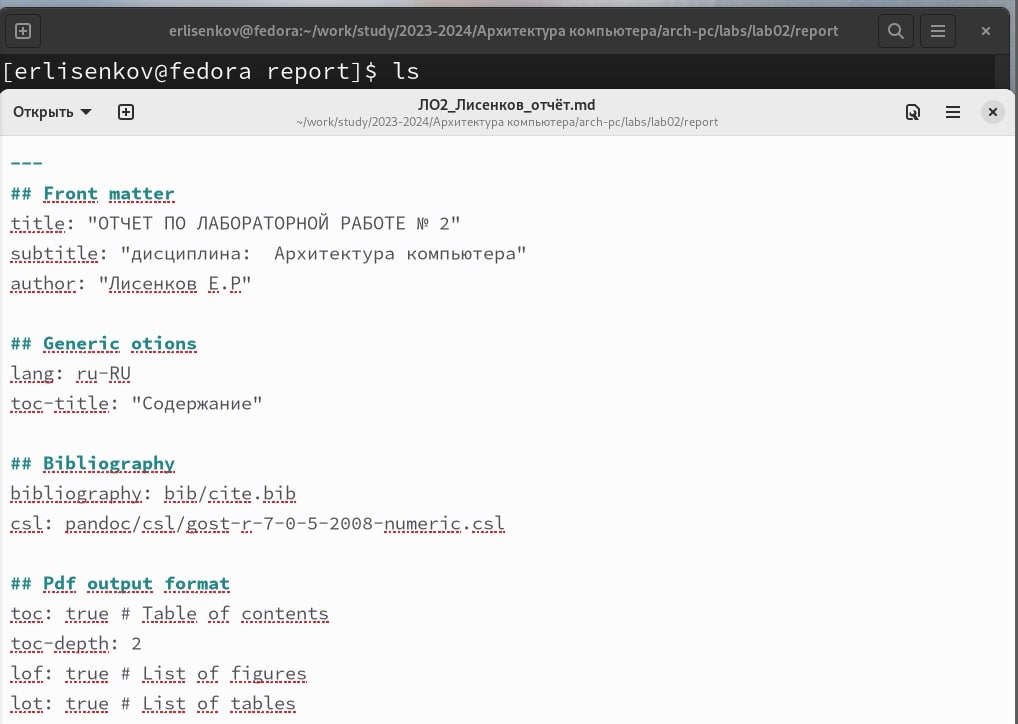 erlisenkov@fedora:~/work/study/2023-2024/Архитектура компьютера/arch-pc/labs/lab02/report
[erlisenkov@fedora report]$ ls
Открыть
ЛО2_Лисенков_отчёт.md
~/work/study/2023-2024/Архитектура компьютера/arch-pc/labs/lab02/report
---
## Front matter
title: "ОТЧЕТ ПО ЛАБОРАТОРНОЙ РАБОТЕ № 2"
subtitle: "дисциплина:  Архитектура компьютера"
author: "Лисенков Е.Р"
## Generic otions
lang: ru-RU
toc-title: "Содержание"
## Bibliography
bibliography: bib/cite.bib
csl: pandoc/csl/gost-r-7-0-5-2008-numeric.csl
## Pdf output format
toc: true # Table of contents
toc-depth: 2
lof: true # List of figures
lot: true # List of tables